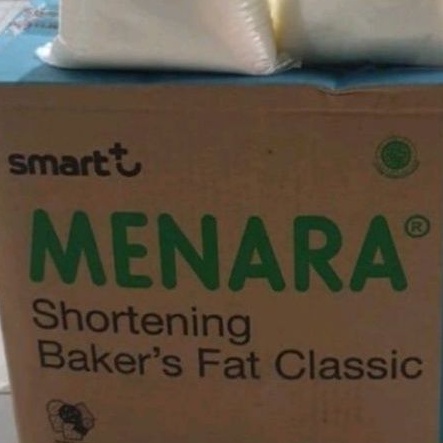 smart
MENARA®
Shortening
Baker's Fat Classic